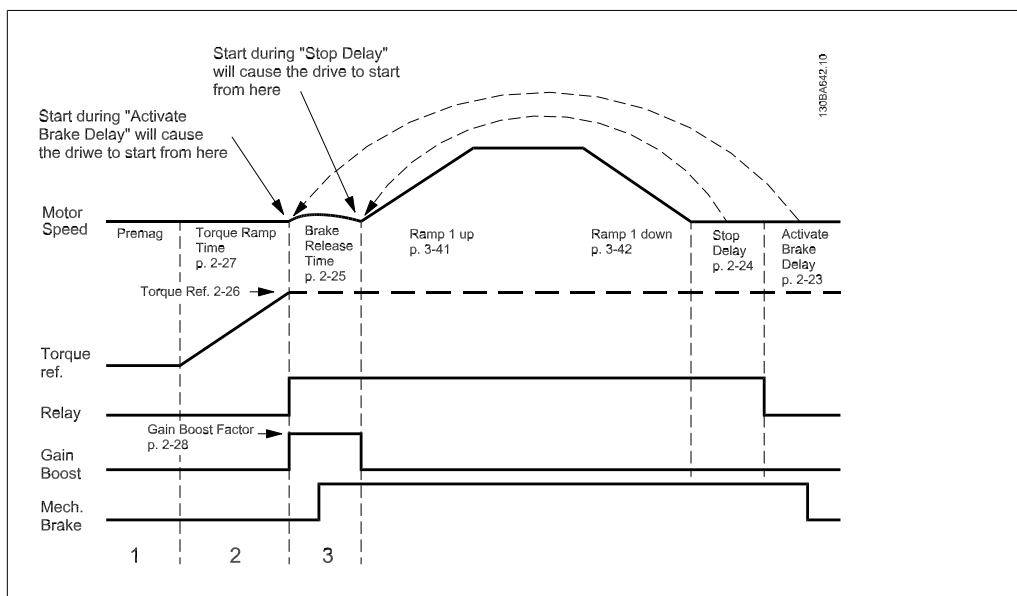 Start during "Stop Delay"
will cause the drive to start
from here
130BA642.10
Start during "Activate
Brake Delay" will cause
the driwe to start from here
Motor
Speed
Premag
Torque Ramp
Time
p. 2-27
Brake
Release
Time
p. 2-25
Ramp 1 up
p. 3-41
Ramp 1 down
p. 3-42
Stop
Delay
p. 2-24
Activate
Brake
Delay
p. 2-23
Torque Ref. 2-26
Torque
ref.
Relay
Gain Boost Factor
p. 2-28
Gain
Boost
Mech.
Brake
1
2
3